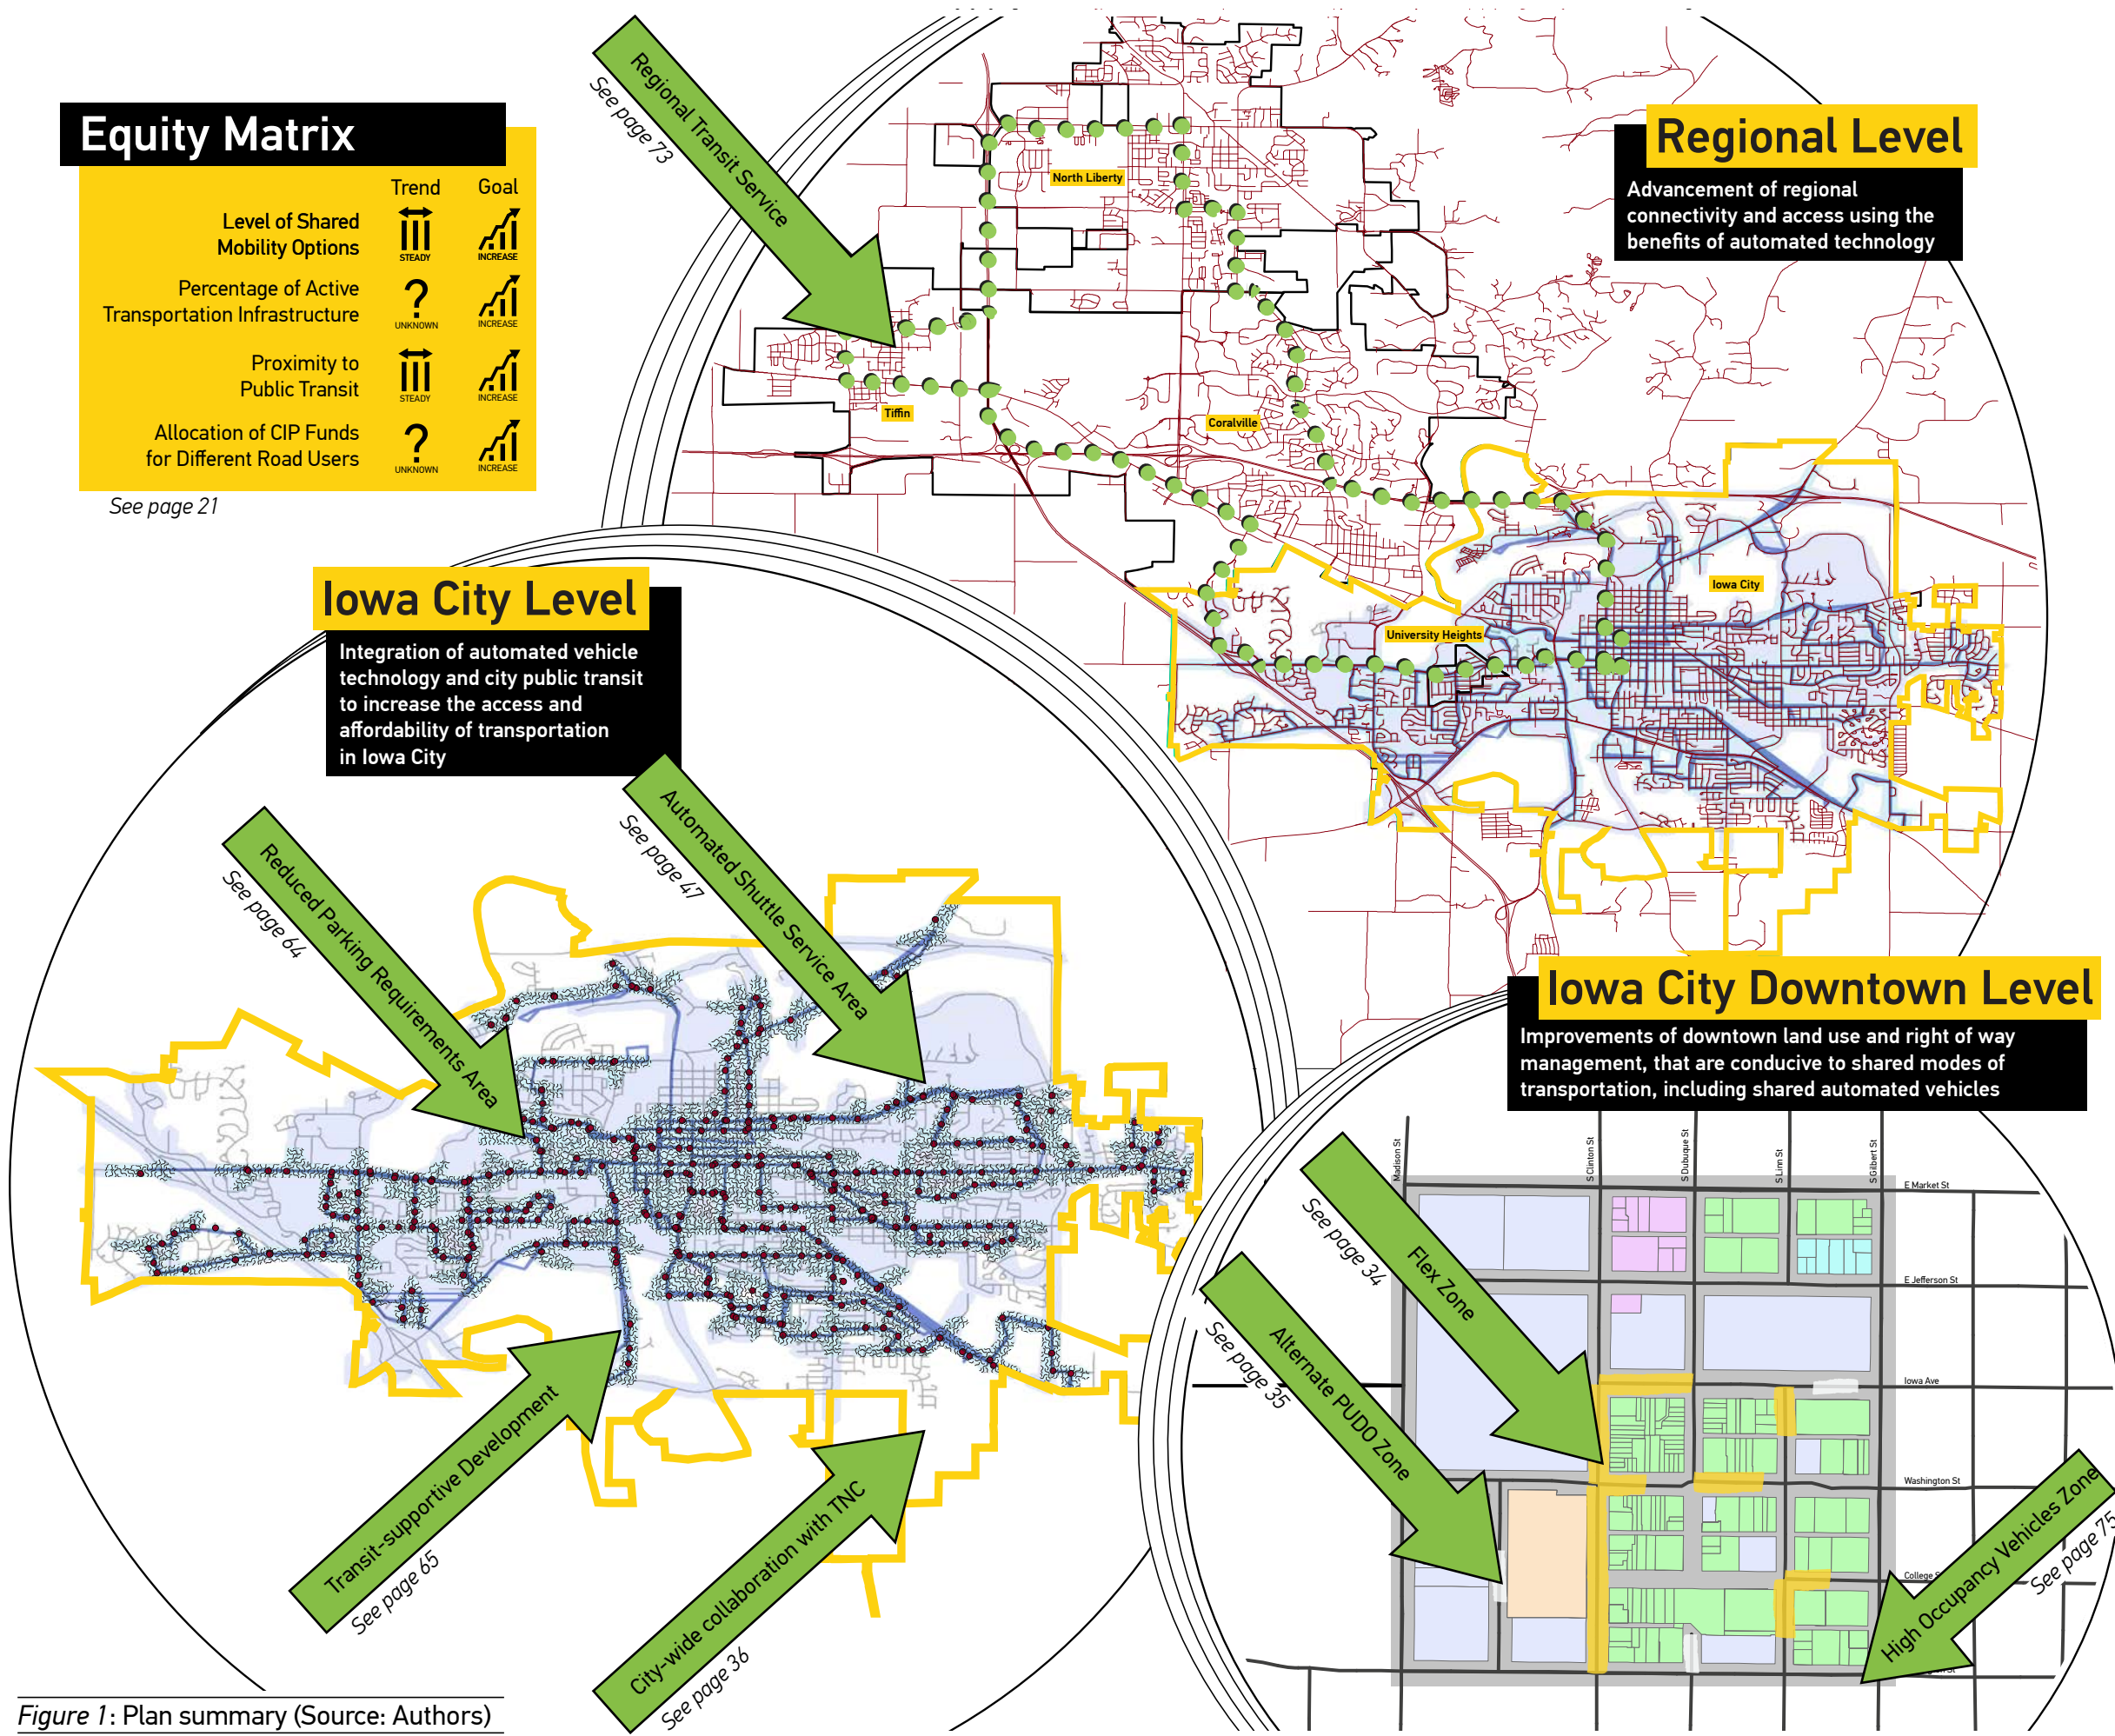 Equity Matrix
Trend
Goal
Level of Shared
Mobility Options
STEADY
INCREASE
Percentage of Active
Transportation Infrastructure
?
UNKNOWN
INCREASE
Proximity to
Public Transit
STEADY
INCREASE
Allocation of CIP Funds
for Different Road Users
?
UNKNOWN
INCREASE
See page 21
Regional Transit Service
See page 73
Regional Level
Advancement of regional
connectivity and access using the
benefits of automated technology
North Liberty
Tiffin
Coralville
Iowa City
University Heights
Iowa City Level
Integration of automated vehicle
technology and city public transit
to increase the access and
affordability of transportation
in Iowa City
Reduced Parking Requirements Area
See page 64
Automated Shuttle Service Area
See page 47
Transit-supportive Development
See page 65
City-wide collaboration with TNC
See page 36
Iowa City Downtown Level
Improvements of downtown land use and right of way
management, that are conducive to shared modes of
transportation, including shared automated vehicles
Madison St
S Clinton St
S Dubuque St
S Linn St
S Gilbert St
E Market St
E Jefferson St
Iowa Ave
Washington St
College
Flex Zone
See page 34
Alternate PUDO Zone
See page 35
High Occupancy Vehicles Zone
See page 75
Figure 1: Plan summary (Source: Authors)